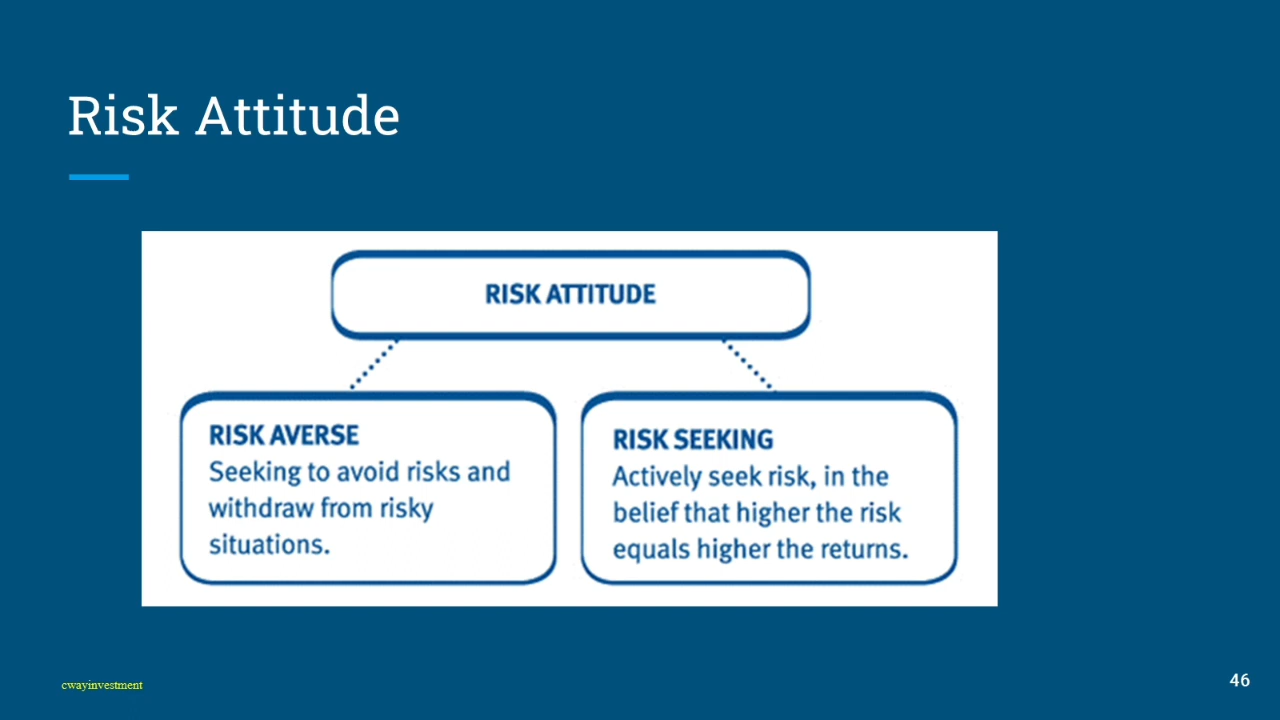 Risk Attitude
RISK ATTITUDE
RISK AVERSE
Seeking to avoid risks and
withdraw from risky
situations.
RISK SEEKING
Actively seek risk, in the
belief that higher the risk
equals higher the returns.
cwayinvestment
46